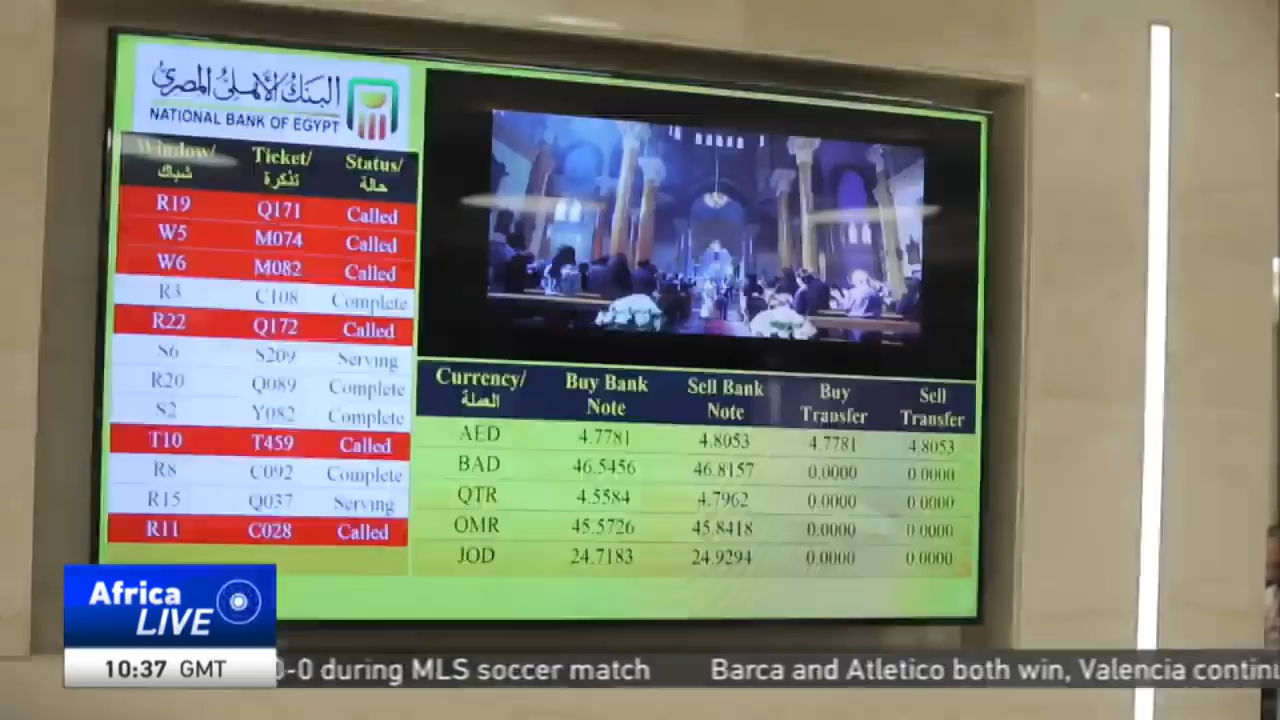 البنك الأهلي المصري
NATIONAL BANK OF EGYPT
Window/ Ticket/ Status/
شباك تذكرة حالة
R19 Q171 Called
W5 M074 Called
W6 M082 Called
R3 C108 Complete
R22 Q172 Called
S6 S209 Serving
R20 Q089 Complete
S2 Y082 Complete
T10 T459 Called
R8 C092 Complete
R15 Q037 Serving
R11 C028 Called
Currency/ Buy Bank Sell Bank Buy Sell
العملة Note Note Transfer Transfer
AED 4.7781 4.8053 4.7781 4.8053
BAD 46.5456 46.8157 0.0000 0.0000
QTR 4.5584 4.7962 0.0000 0.0000
OMR 45.5726 45.8418 0.0000 0.0000
JOD 24.7183 24.9294 0.0000 0.0000
Africa
LIVE
10:37 GMT
-0 during MLS soccer match Barca and Atletico both win, Valencia continu